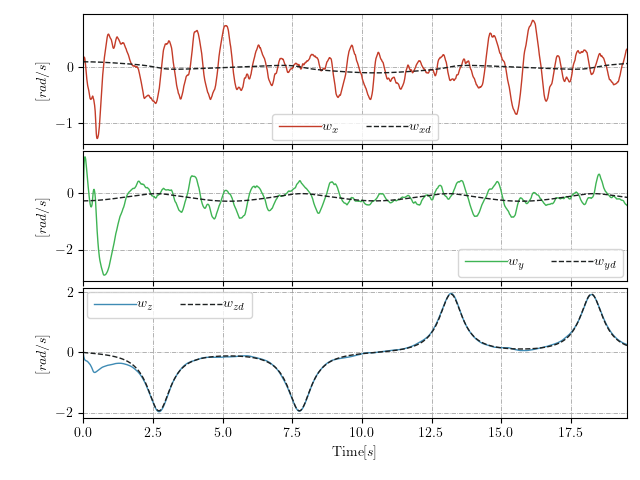 0
−1
[rad/s]
w_x w_xd
0
−2
[rad/s]
w_y w_yd
2
0
−2
[rad/s]
w_z w_zd
0.0 2.5 5.0 7.5 10.0 12.5 15.0 17.5
Time[s]